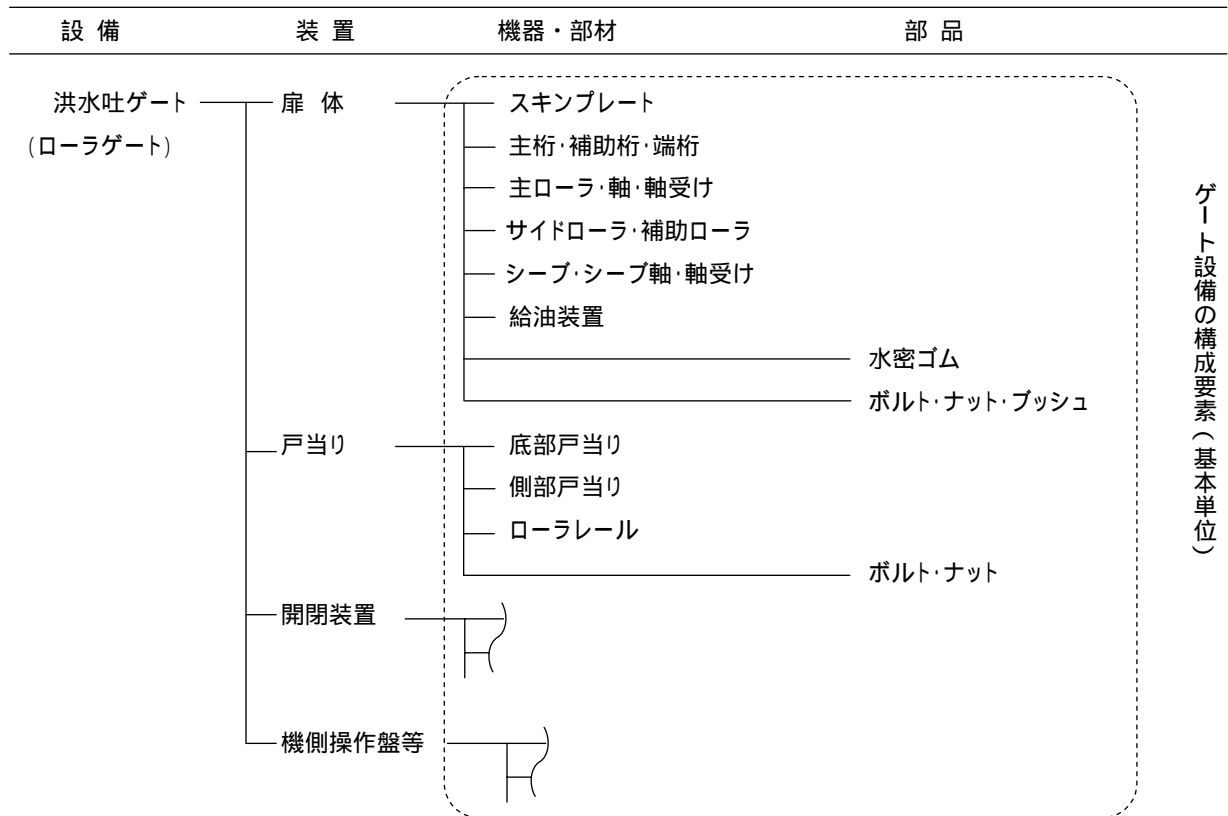 設備 装置 機器・部材 部品
洪水吐ゲート 扉体 スキンプレート
(ローラゲート) 主桁・補助桁・端桁
主ローラ・軸・軸受け
サイドローラ・補助ローラ
シーブ・シーブ軸・軸受け
給油装置
水密ゴム
ボルト・ナット・ブッシュ
戸当り 底部戸当り
側部戸当り
ローラレール
ボルト・ナット
開閉装置
機側操作盤等
ゲート設備の構成要素(基本単位)